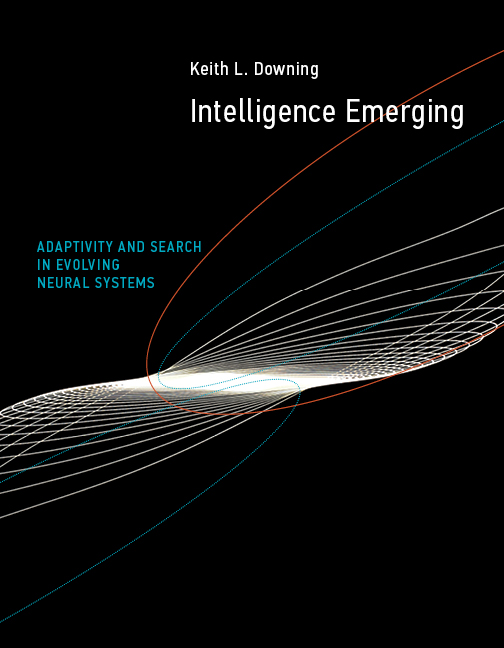 Keith L. Downing
Intelligence Emerging
ADAPTIVITY AND SEARCH
IN EVOLVING
NEURAL SYSTEMS